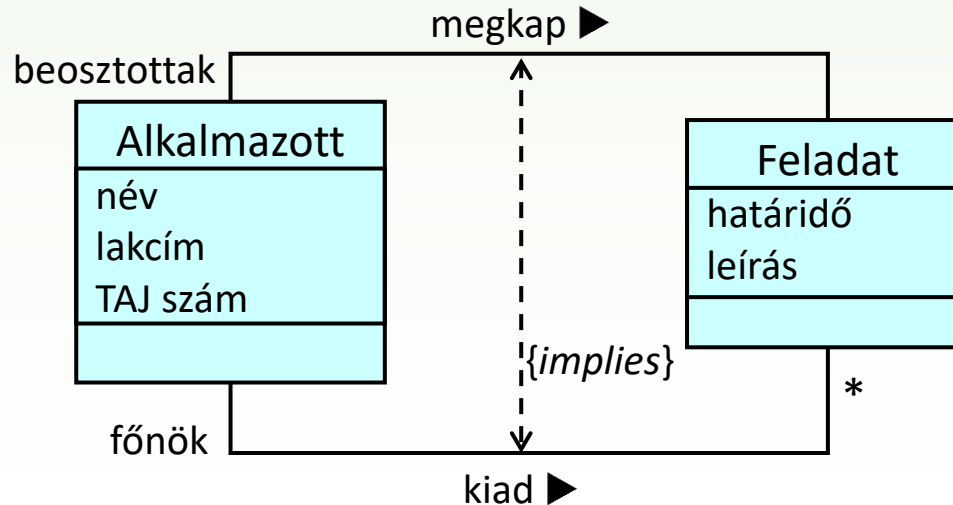 megkap ▶
beosztottak
Alkalmazott
név
lakcím
TAJ szám
Feladat
határidő
leírás
{implies}
*
főnök
kiad ▶